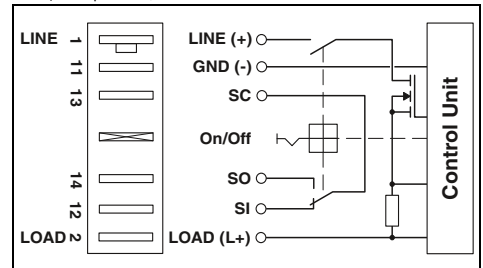 LINE 1
11
13
14
12
LOAD 2
LINE (+)
GND (-)
SC
On/Off
SO
SI
LOAD (L+)
Control Unit